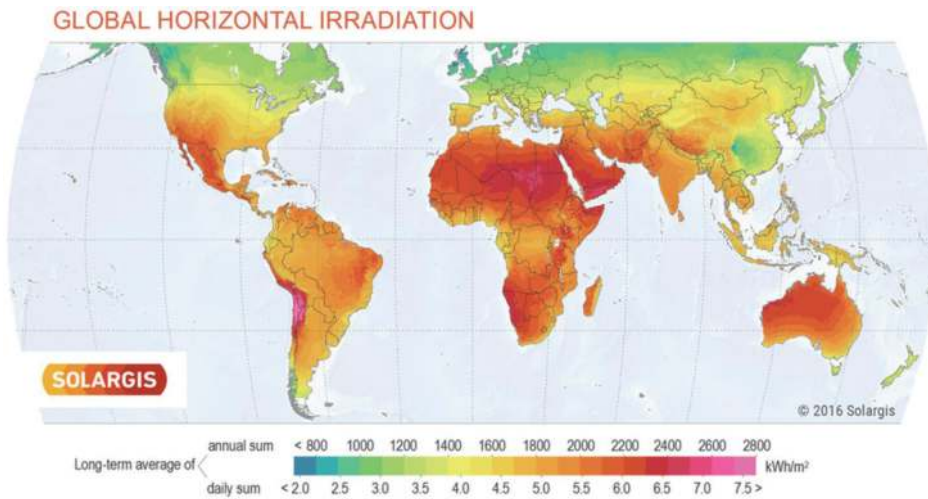 GLOBAL HORIZONTAL IRRADIATION
SOLARGIS
© 2016 Solargis
annual sum < 800 1000 1200 1400 1600 1800 2000 2200 2400 2600 2800
Long-term average of kWh/m²
daily sum < 2.0 2.5 3.0 3.5 4.0 4.5 5.0 5.5 6.0 6.5 7.0 7.5 >